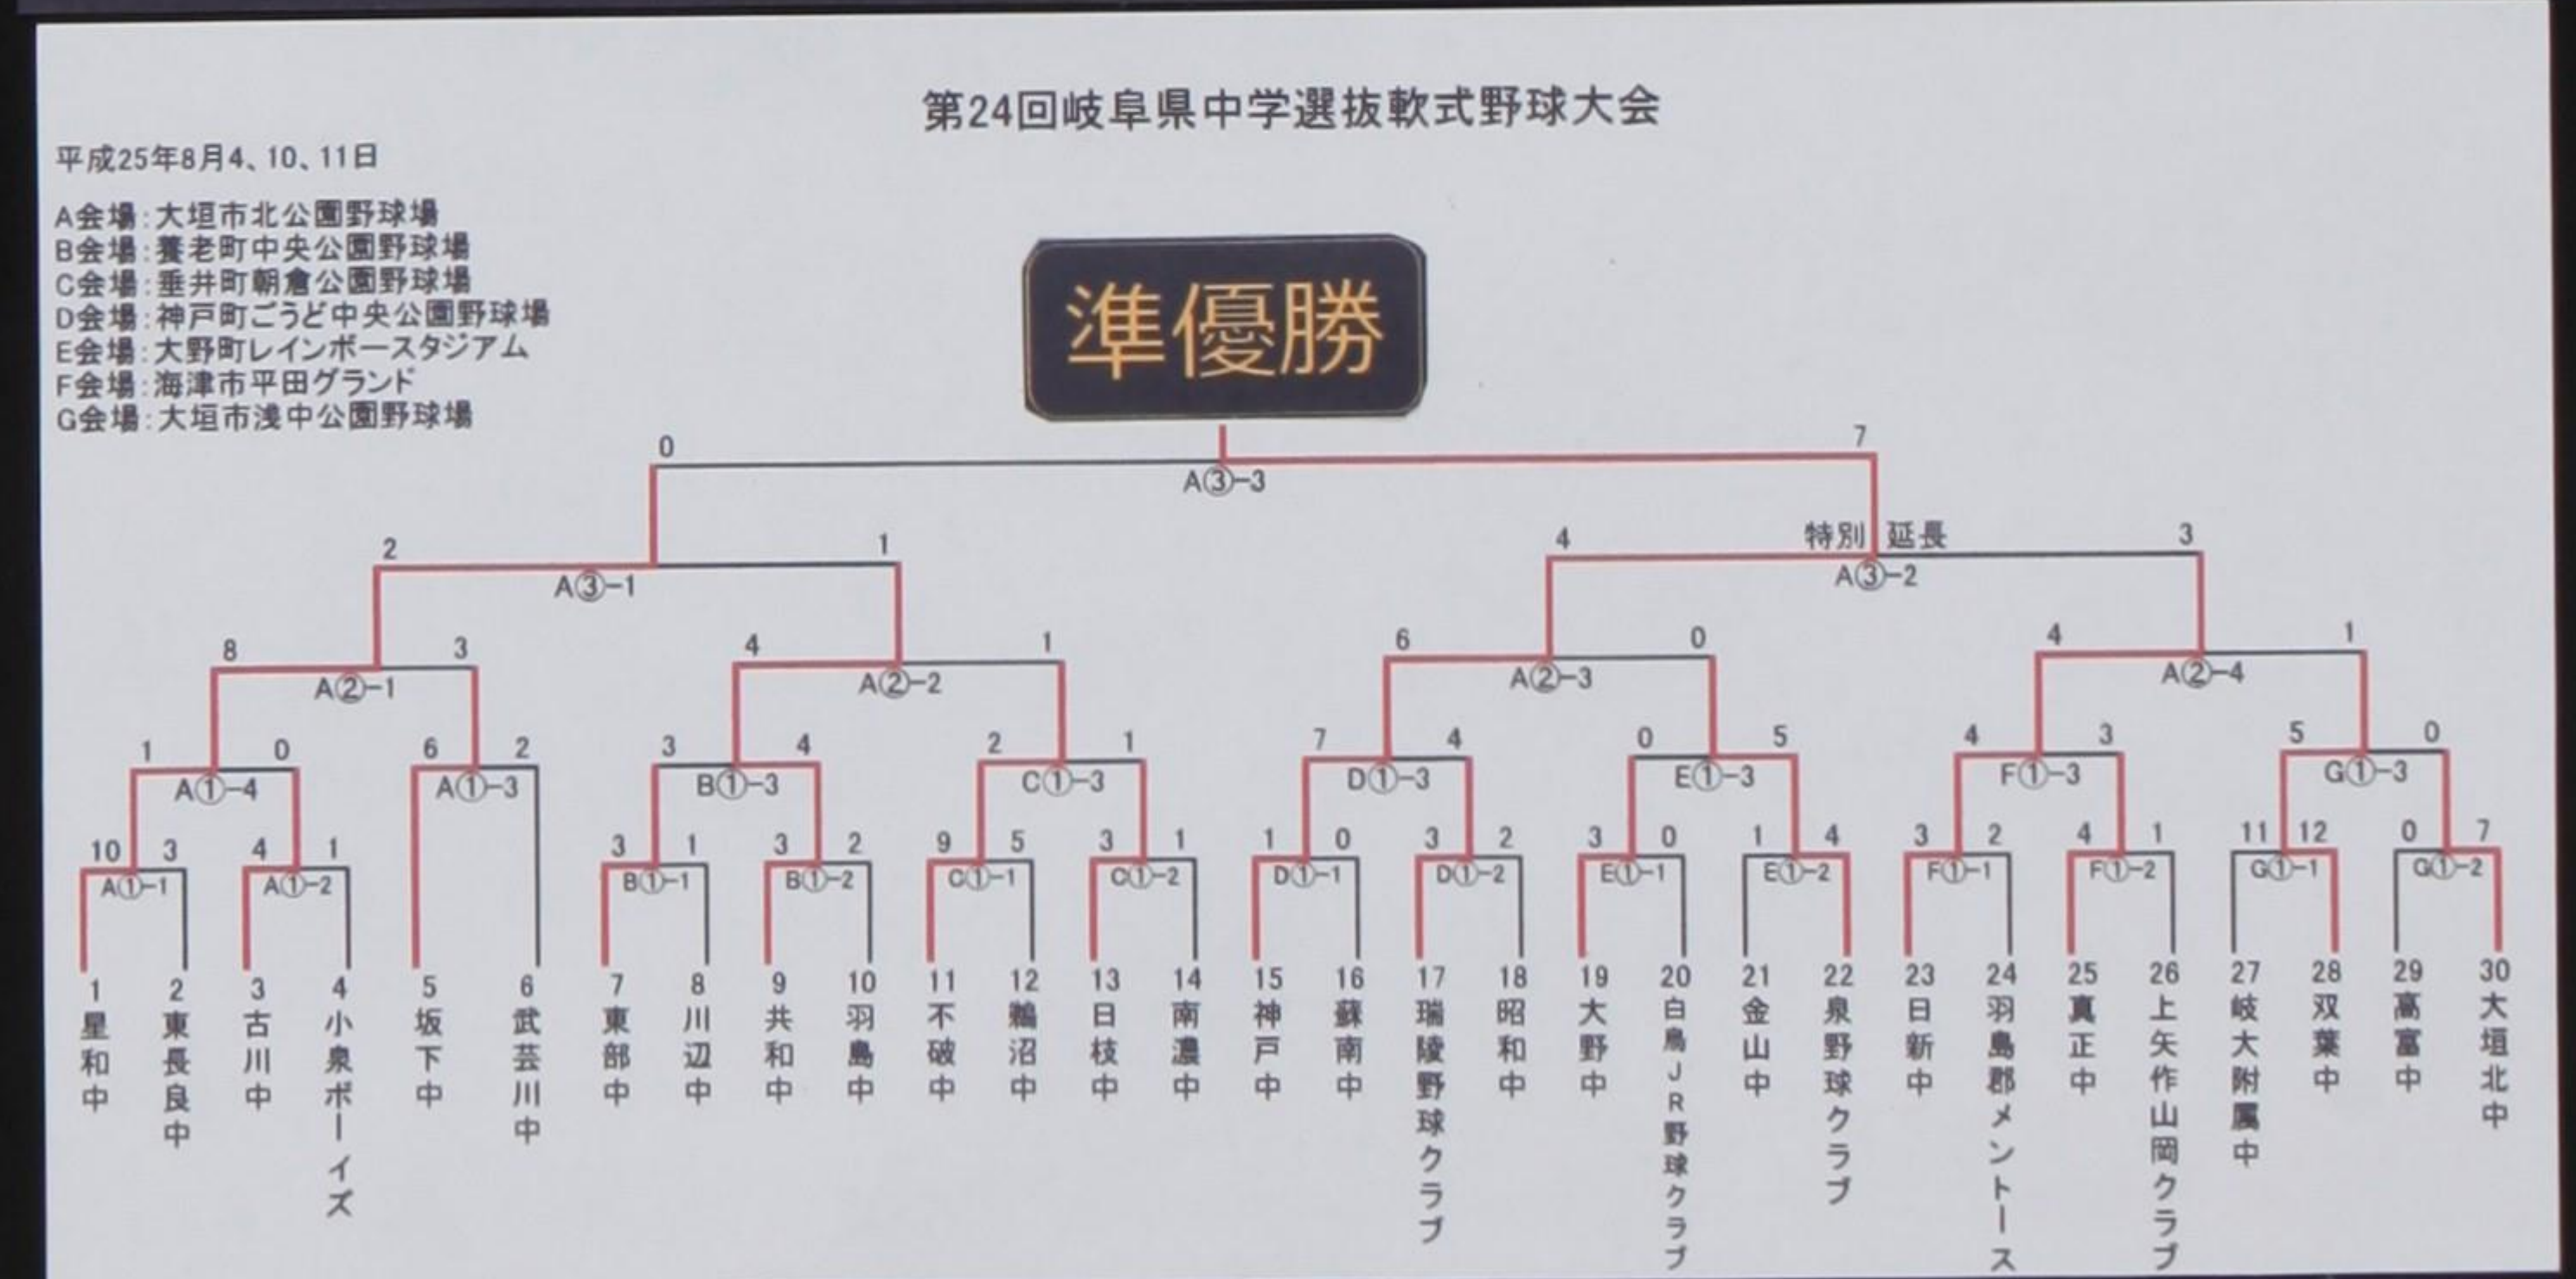 第24回岐阜県中学選抜軟式野球大会
平成25年8月4、10、11日
A会場:大垣市北公園野球場
B会場:養老町中央公園野球場
C会場:垂井町朝倉公園野球場
D会場:神戸町ごうど中央公園野球場
E会場:大野町レインボースタジアム
F会場:海津市平田グランド
G会場:大垣市浅中公園野球場
準優勝
0 7
A③-3
2 1 4 特別 延長 3
A③-1 A③-2
8 3 4 1 6 0 4 1
A②-1 A②-2 A②-3 A②-4
1 0 6 2 3 4 2 1 7 4 0 5 4 3 5 0
A①-4 A①-3 B①-3 C①-3 D①-3 E①-3 F①-3 G①-3
10 3 4 1 3 1 3 2 9 5 3 1 1 0 3 2 3 0 1 4 3 2 4 1 11 12 0 7
A①-1 A①-2 B①-1 B①-2 C①-1 C①-2 D①-1 D①-2 E①-1 E①-2 F①-1 F①-2 G①-1 G①-2
1 星和中
2 東長良中
3 古川中
4 小泉ボーイズ
5 坂下中
6 武芸川中
7 東部中
8 川辺中
9 共和中
10 羽島中
11 不破中
12 鵜沼中
13 日枝中
14 南濃中
15 神戸中
16 蘇南中
17 瑞陵野球クラブ
18 昭和中
19 大野中
20 白鳥JR野球クラブ
21 金山中
22 泉野球クラブ
23 日新中
24 羽島郡メントース
25 真正中
26 上矢作山岡クラブ
27 岐大附属中
28 双葉中
29 高富中
30 大垣北中